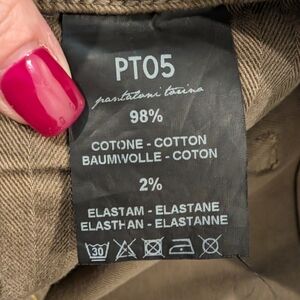 PT05
pantaloni torino
98%
COTONE - COTTON
BAUMWOLLE - COTON
2%
ELASTAM - ELASTANE
ELASTHAN - ELASTANNE
30